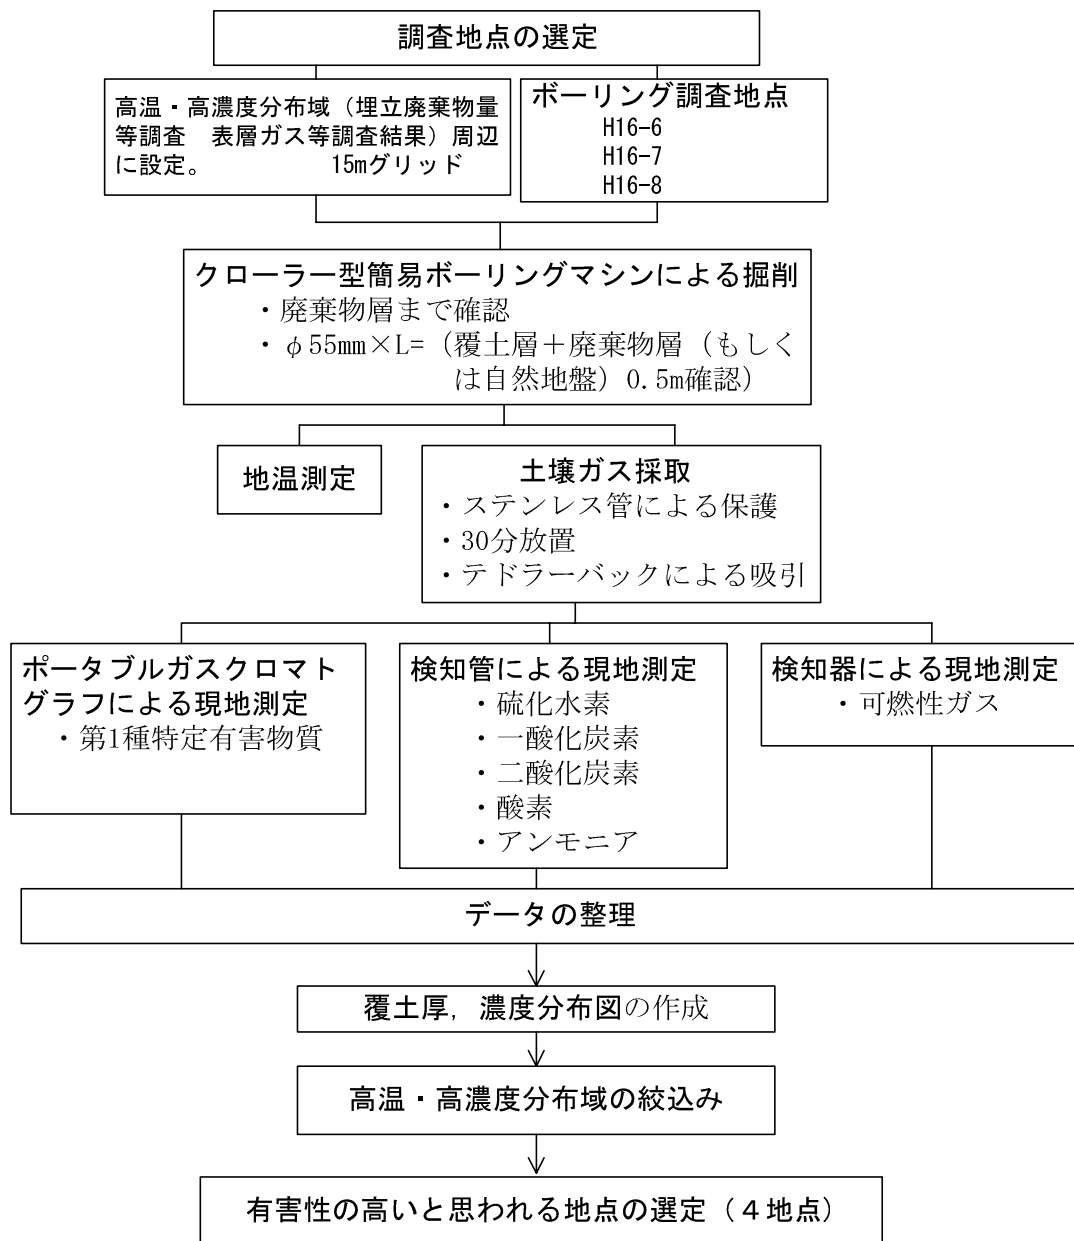 調査地点の選定
高温・高濃度分布域（埋立廃棄物量
等調査　表層ガス等調査結果）周辺
に設定。　　　　　15mグリッド
ボーリング調査地点
H16-6
H16-7
H16-8
クローラー型簡易ボーリングマシンによる掘削
・廃棄物層まで確認
・φ55mm×L=（覆土層＋廃棄物層（もしく
は自然地盤）0.5m確認）
地温測定
土壌ガス採取
・ステンレス管による保護
・30分放置
・テドラーバックによる吸引
ポータブルガスクロマト
グラフによる現地測定
・第1種特定有害物質
検知管による現地測定
・硫化水素
・一酸化炭素
・二酸化炭素
・酸素
・アンモニア
検知器による現地測定
・可燃性ガス
データの整理
覆土厚，濃度分布図の作成
高温・高濃度分布域の絞込み
有害性の高いと思われる地点の選定（４地点）